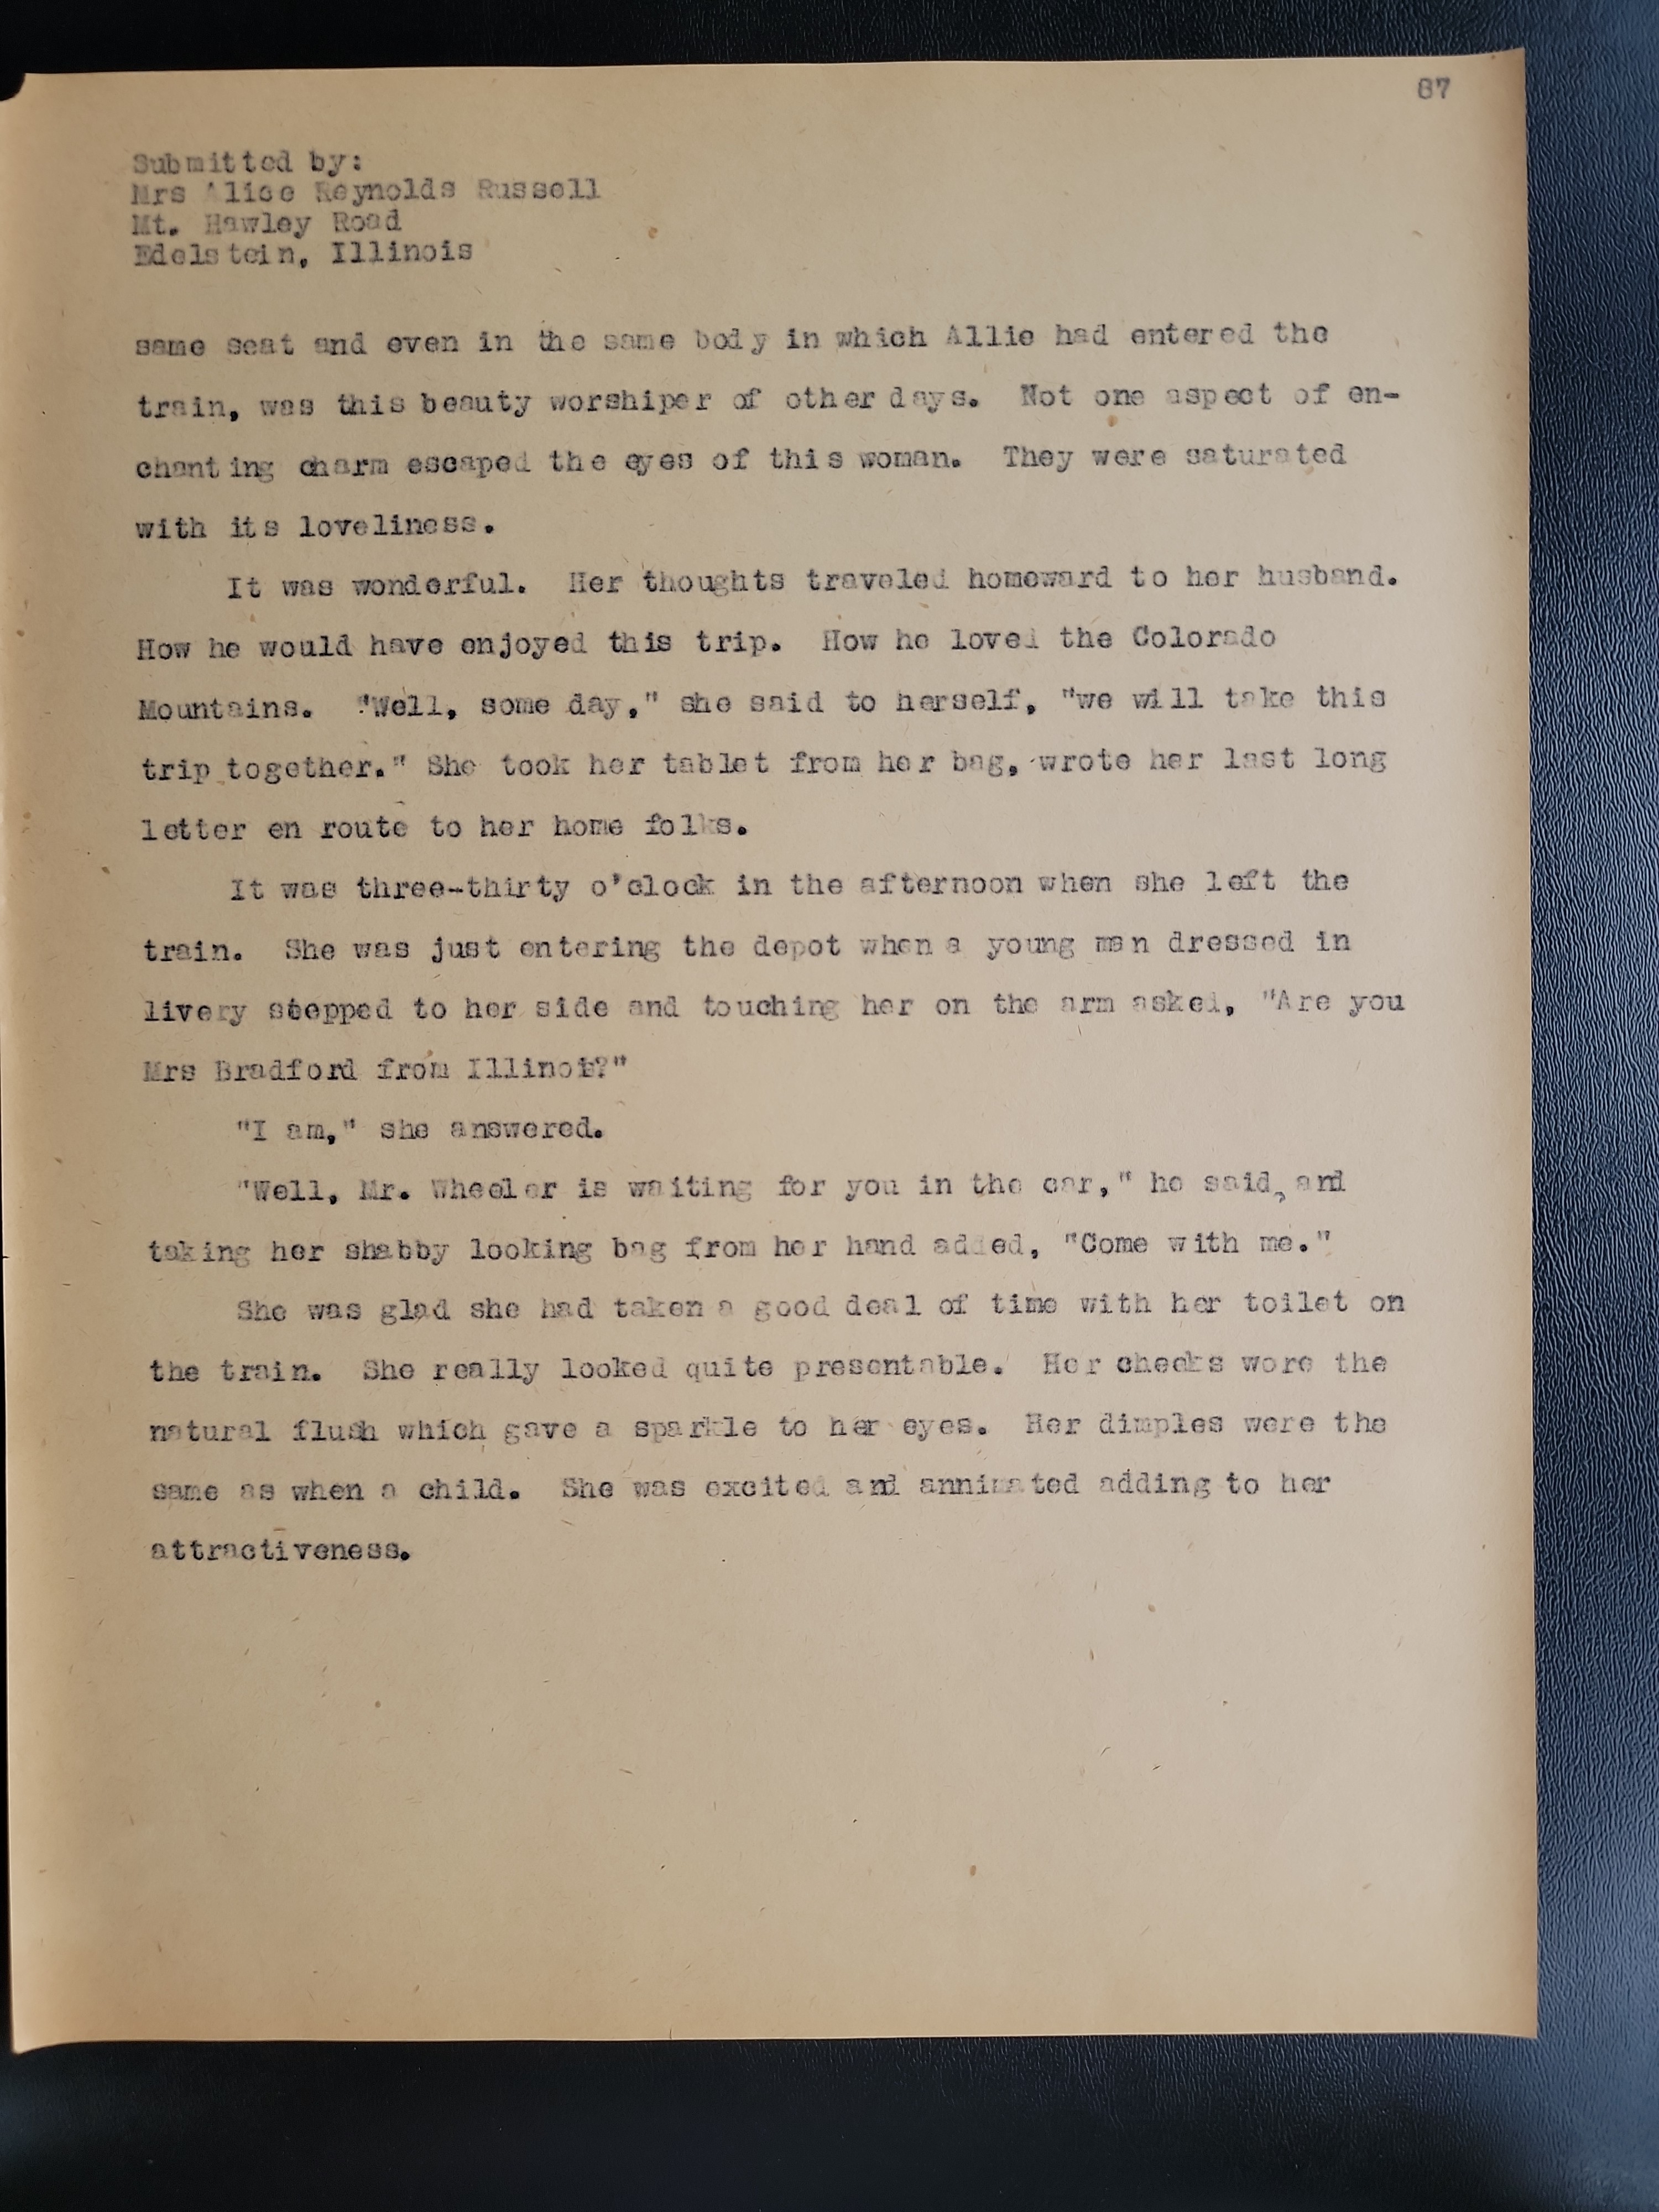 87
Submitted by:
Mrs Alice Reynolds Russell
Mt. Hawley Road
Edelstein, Illinois
same seat and even in the same body in which Allie had entered the
train, was this beauty worshiper of other days. Not one aspect of en-
chanting charm escaped the eyes of this woman. They were saturated
with its loveliness.
It was wonderful. Her thoughts traveled homeward to her husband.
How he would have enjoyed this trip. How he loved the Colorado
Mountains. "Well, some day," she said to herself, "we will take this
trip together." She took her tablet from her bag, wrote her last long
letter en route to her home folks.
It was three-thirty o'clock in the afternoon when she left the
train. She was just entering the depot when a young man dressed in
livery stepped to her side and touching her on the arm asked, "Are you
Mrs Bradford from Illinois?"
"I am," she answered.
"Well, Mr. Wheeler is waiting for you in the car," he said, and
taking her shabby looking bag from her hand added, "Come with me."
She was glad she had taken a good deal of time with her toilet on
the train. She really looked quite presentable. Her cheeks wore the
natural flush which gave a sparkle to her eyes. Her dimples were the
same as when a child. She was excited and annimated adding to her
attractiveness.